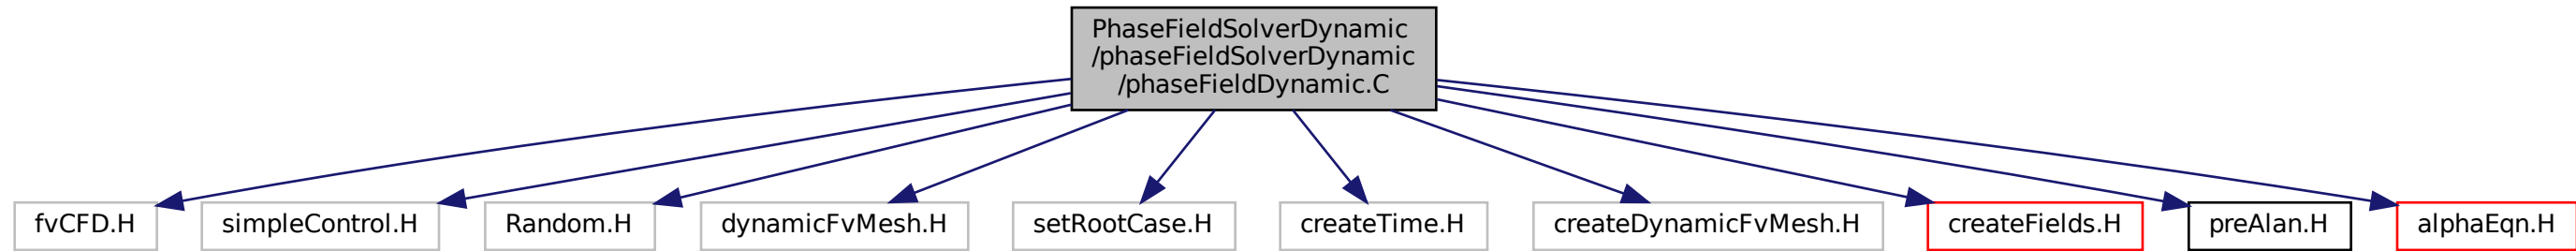 PhaseFieldSolverDynamic
/phaseFieldSolverDynamic
/phaseFieldDynamic.C
fvCFD.H
simpleControl.H
Random.H
dynamicFvMesh.H
setRootCase.H
createTime.H
createDynamicFvMesh.H
createFields.H
preAlan.H
alphaEqn.H